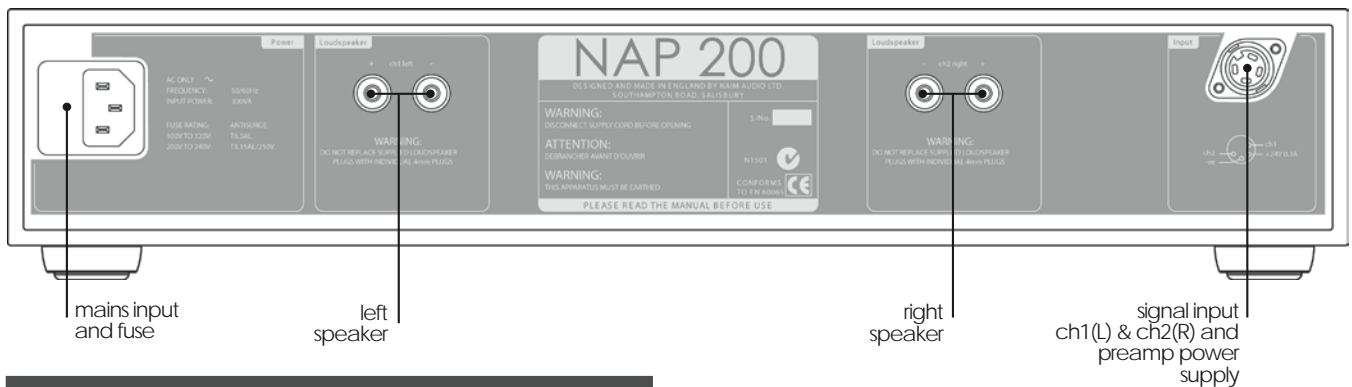 Power
AC ONLY ~
FREQUENCY: 50/60Hz
INPUT POWER: 300VA
FUSE RATING: ANTISURGE
100V TO 120V: T6.3AL
200V TO 240V: T3.15AL/250V
Loudspeaker
+ ch1 left -
WARNING:
DO NOT REPLACE SUPPLIED LOUDSPEAKER
PLUGS WITH INDIVIDUAL 4mm PLUGS
NAP 200
DESIGNED AND MADE IN ENGLAND BY NAIM AUDIO LTD.
SOUTHAMPTON ROAD, SALISBURY
WARNING:
DISCONNECT SUPPLY CORD BEFORE OPENING
ATTENTION:
DEBRANCHER AVANT D'OUVRIR
WARNING:
THIS APPARATUS MUST BE EARTHED
S/No.
N1501
CONFORMS
TO EN 60065
CE
PLEASE READ THE MANUAL BEFORE USE
Loudspeaker
- ch2 right +
WARNING:
DO NOT REPLACE SUPPLIED LOUDSPEAKER
PLUGS WITH INDIVIDUAL 4mm PLUGS
Input
ch1
ch2
+24V 0.3A
-ve
mains input
and fuse
left
speaker
right
speaker
signal input
ch1(L) & ch2(R) and
preamp power
supply